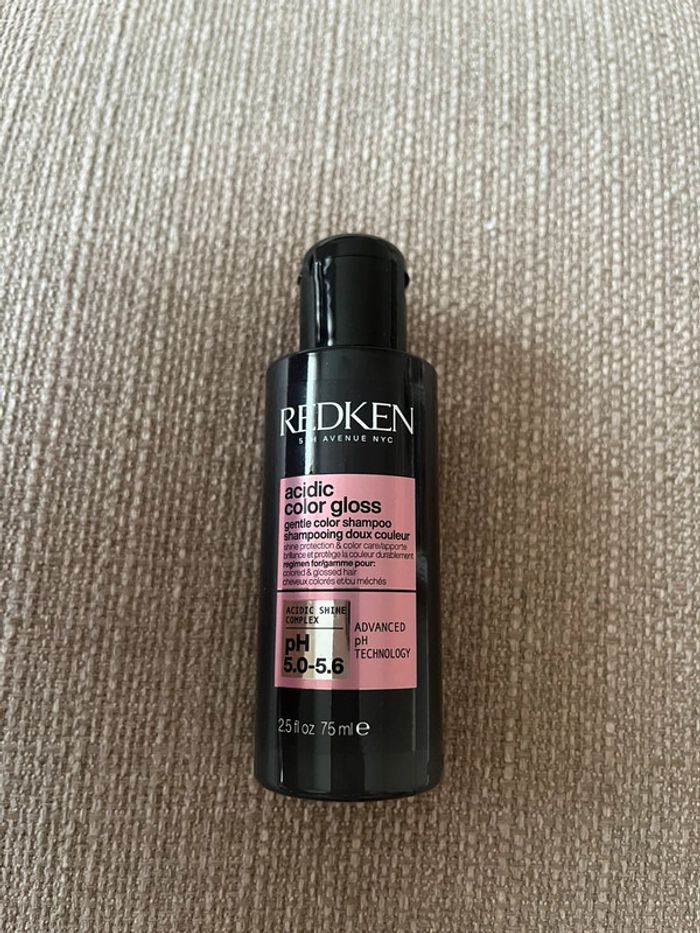 REDKEN
5TH AVENUE NYC
acidic
color gloss
gentle color shampoo
shampooing doux couleur
shine protection & color care/apporte
brillance et protège la couleur durablement
regimen for/gamme pour:
colored & glossed hair
cheveux colorés et/ou méchés
ACIDIC SHINE
COMPLEX
pH
5.0-5.6
ADVANCED
pH
TECHNOLOGY
2.5 fl oz 75 ml e